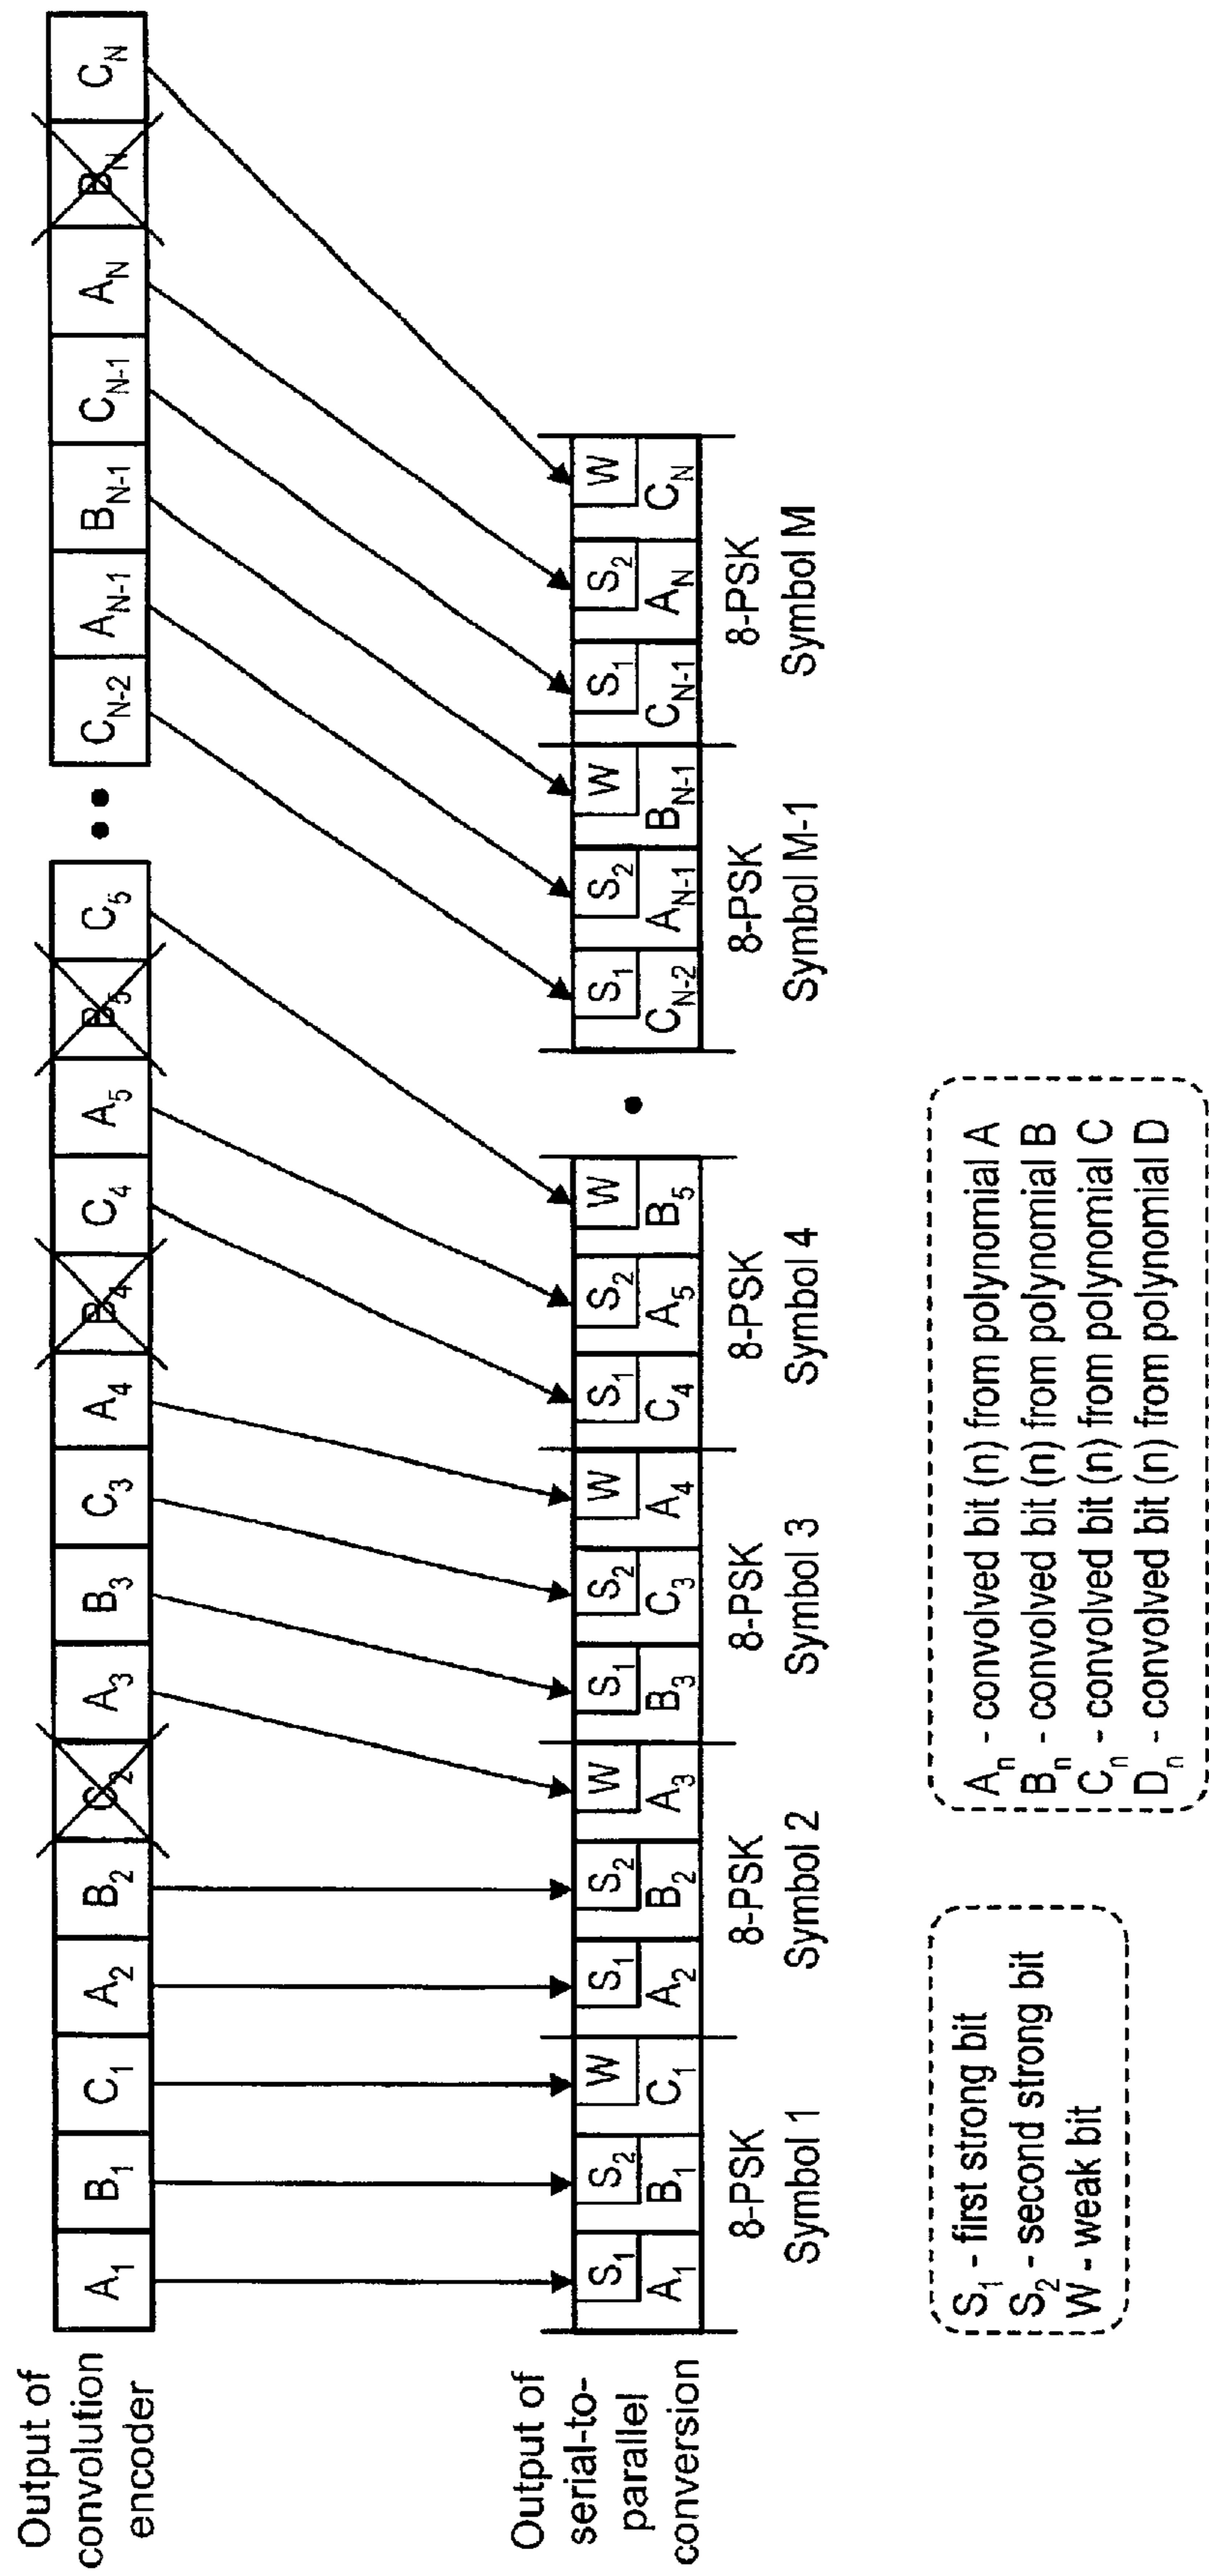 Output of
convolution
encoder
A1 B1 C1 A2 B2 C2 A3 B3 C3 A4 B4 C4 A5 B5 C5 •• CN-2 AN-1 BN-1 CN-1 AN BN CN
Output of
serial-to-
parallel
conversion
S1 S2 W S1 S2 W S1 S2 W S1 S2 W • S1 S2 W S1 S2 W
A1 B1 C1 A2 B2 A3 B3 C3 A4 C4 A5 B5 CN-2 AN-1 BN-1 CN-1 AN CN
8-PSK 8-PSK 8-PSK 8-PSK 8-PSK 8-PSK
Symbol 1 Symbol 2 Symbol 3 Symbol 4 Symbol M-1 Symbol M
S1 - first strong bit
S2 - second strong bit
W - weak bit
An - convolved bit (n) from polynomial A
Bn - convolved bit (n) from polynomial B
Cn - convolved bit (n) from polynomial C
Dn - convolved bit (n) from polynomial D